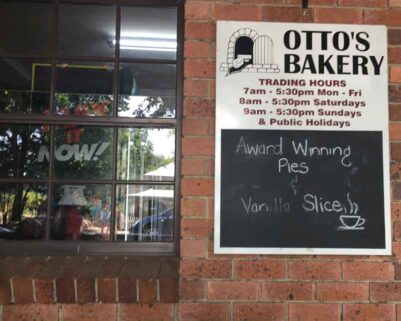 NOW!
OTTO'S
BAKERY
TRADING HOURS
7am - 5:30pm Mon - Fri
8am - 5:30pm Saturdays
9am - 5:30pm Sundays
& Public Holidays
Award Winning
Pies
&
Vanilla Slice